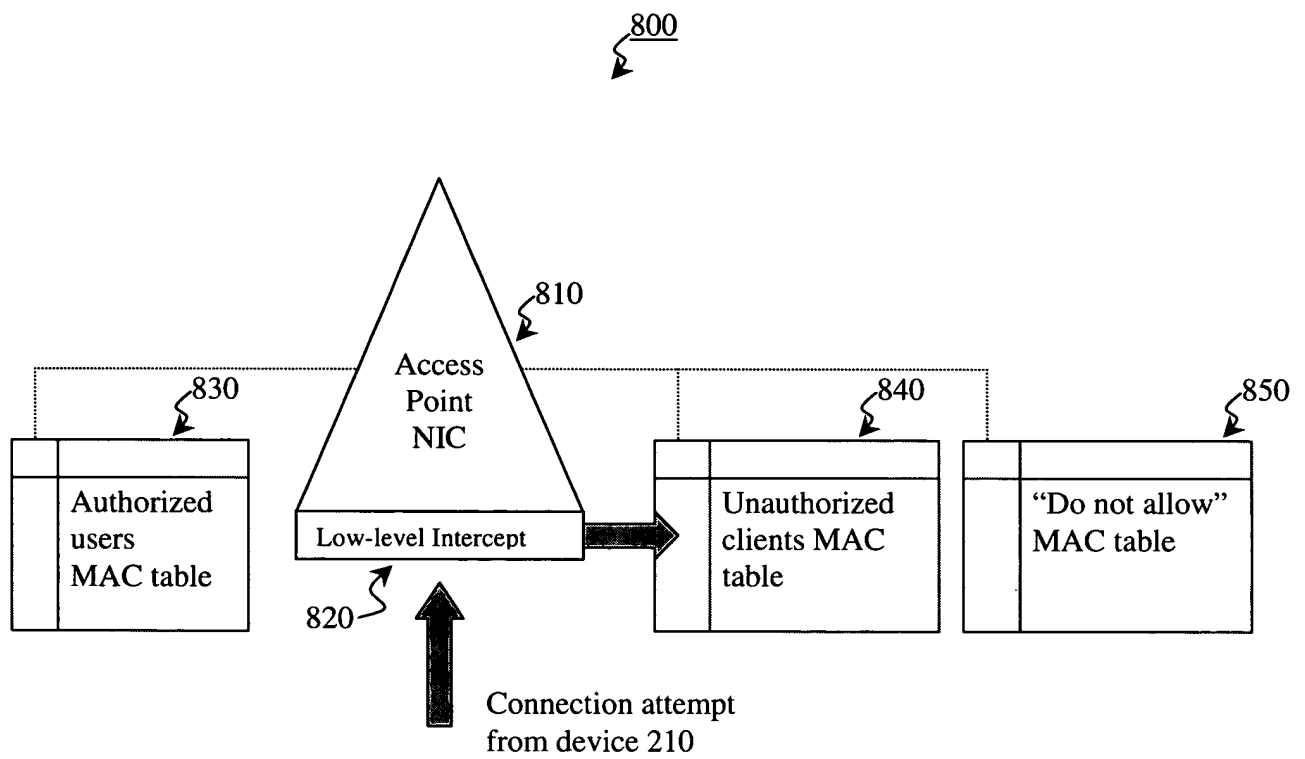 800
810
Access
Point
NIC
830
840
850
Authorized
users
MAC table
Unauthorized
clients MAC
table
“Do not allow”
MAC table
Low-level Intercept
820
Connection attempt
from device 210